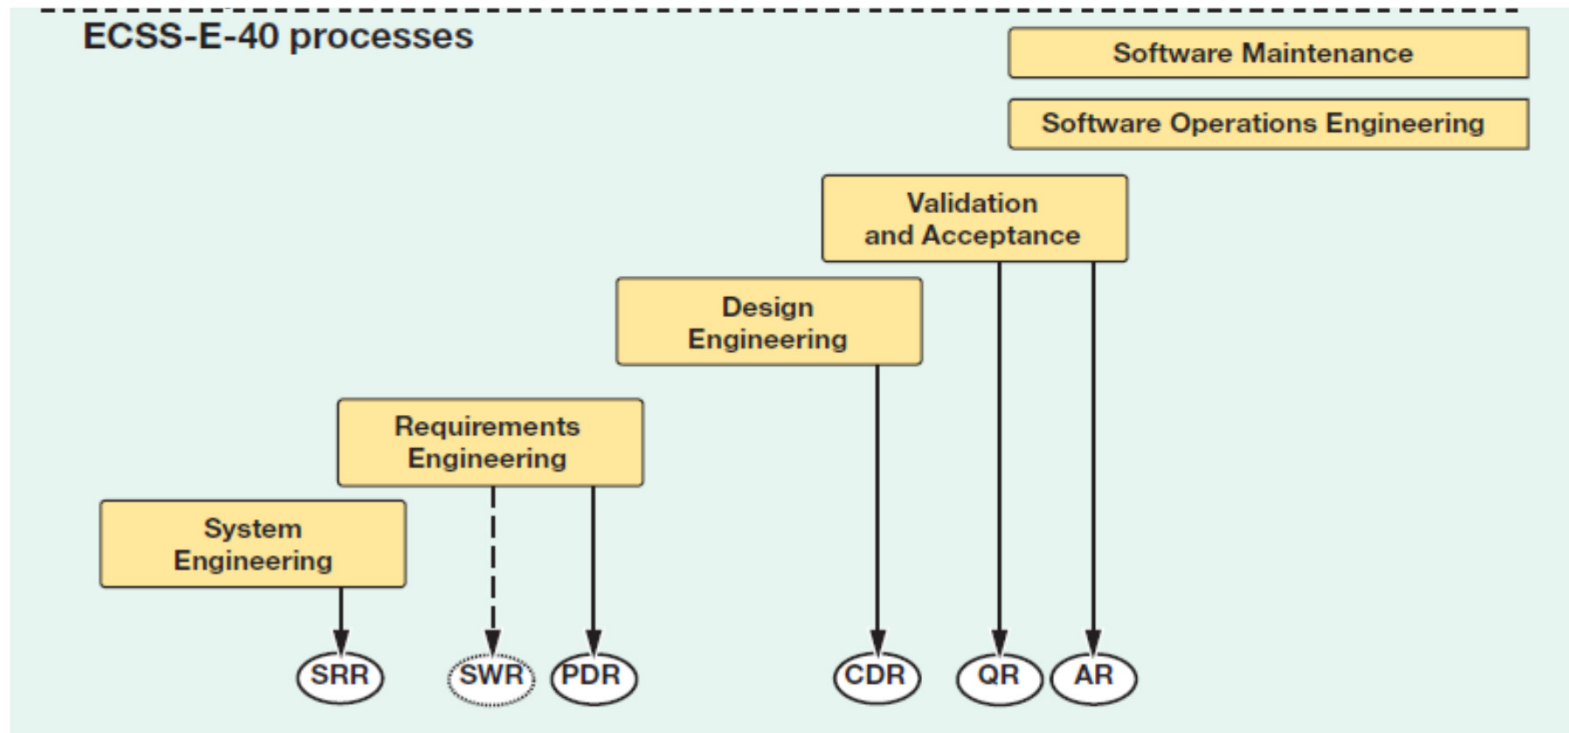 ECSS-E-40 processes
Software Maintenance
Software Operations Engineering
Validation
and Acceptance
Design
Engineering
Requirements
Engineering
System
Engineering
SRR
SWR
PDR
CDR
QR
AR